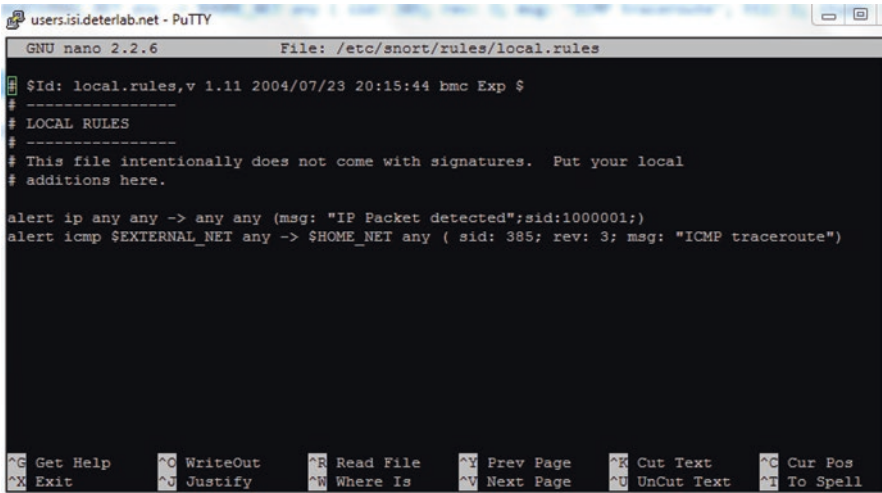 users.isi.deterlab.net - PuTTY
GNU nano 2.2.6 File: /etc/snort/rules/local.rules
# $Id: local.rules,v 1.11 2004/07/23 20:15:44 bmc Exp $
# ----------------
# LOCAL RULES
# ----------------
# This file intentionally does not come with signatures.  Put your local
# additions here.
alert ip any any -> any any (msg: "IP Packet detected";sid:1000001;)
alert icmp $EXTERNAL_NET any -> $HOME_NET any ( sid: 385; rev: 3; msg: "ICMP traceroute")
^G Get Help ^O WriteOut ^R Read File ^Y Prev Page ^K Cut Text ^C Cur Pos
^X Exit ^J Justify ^W Where Is ^V Next Page ^U UnCut Text ^T To Spell